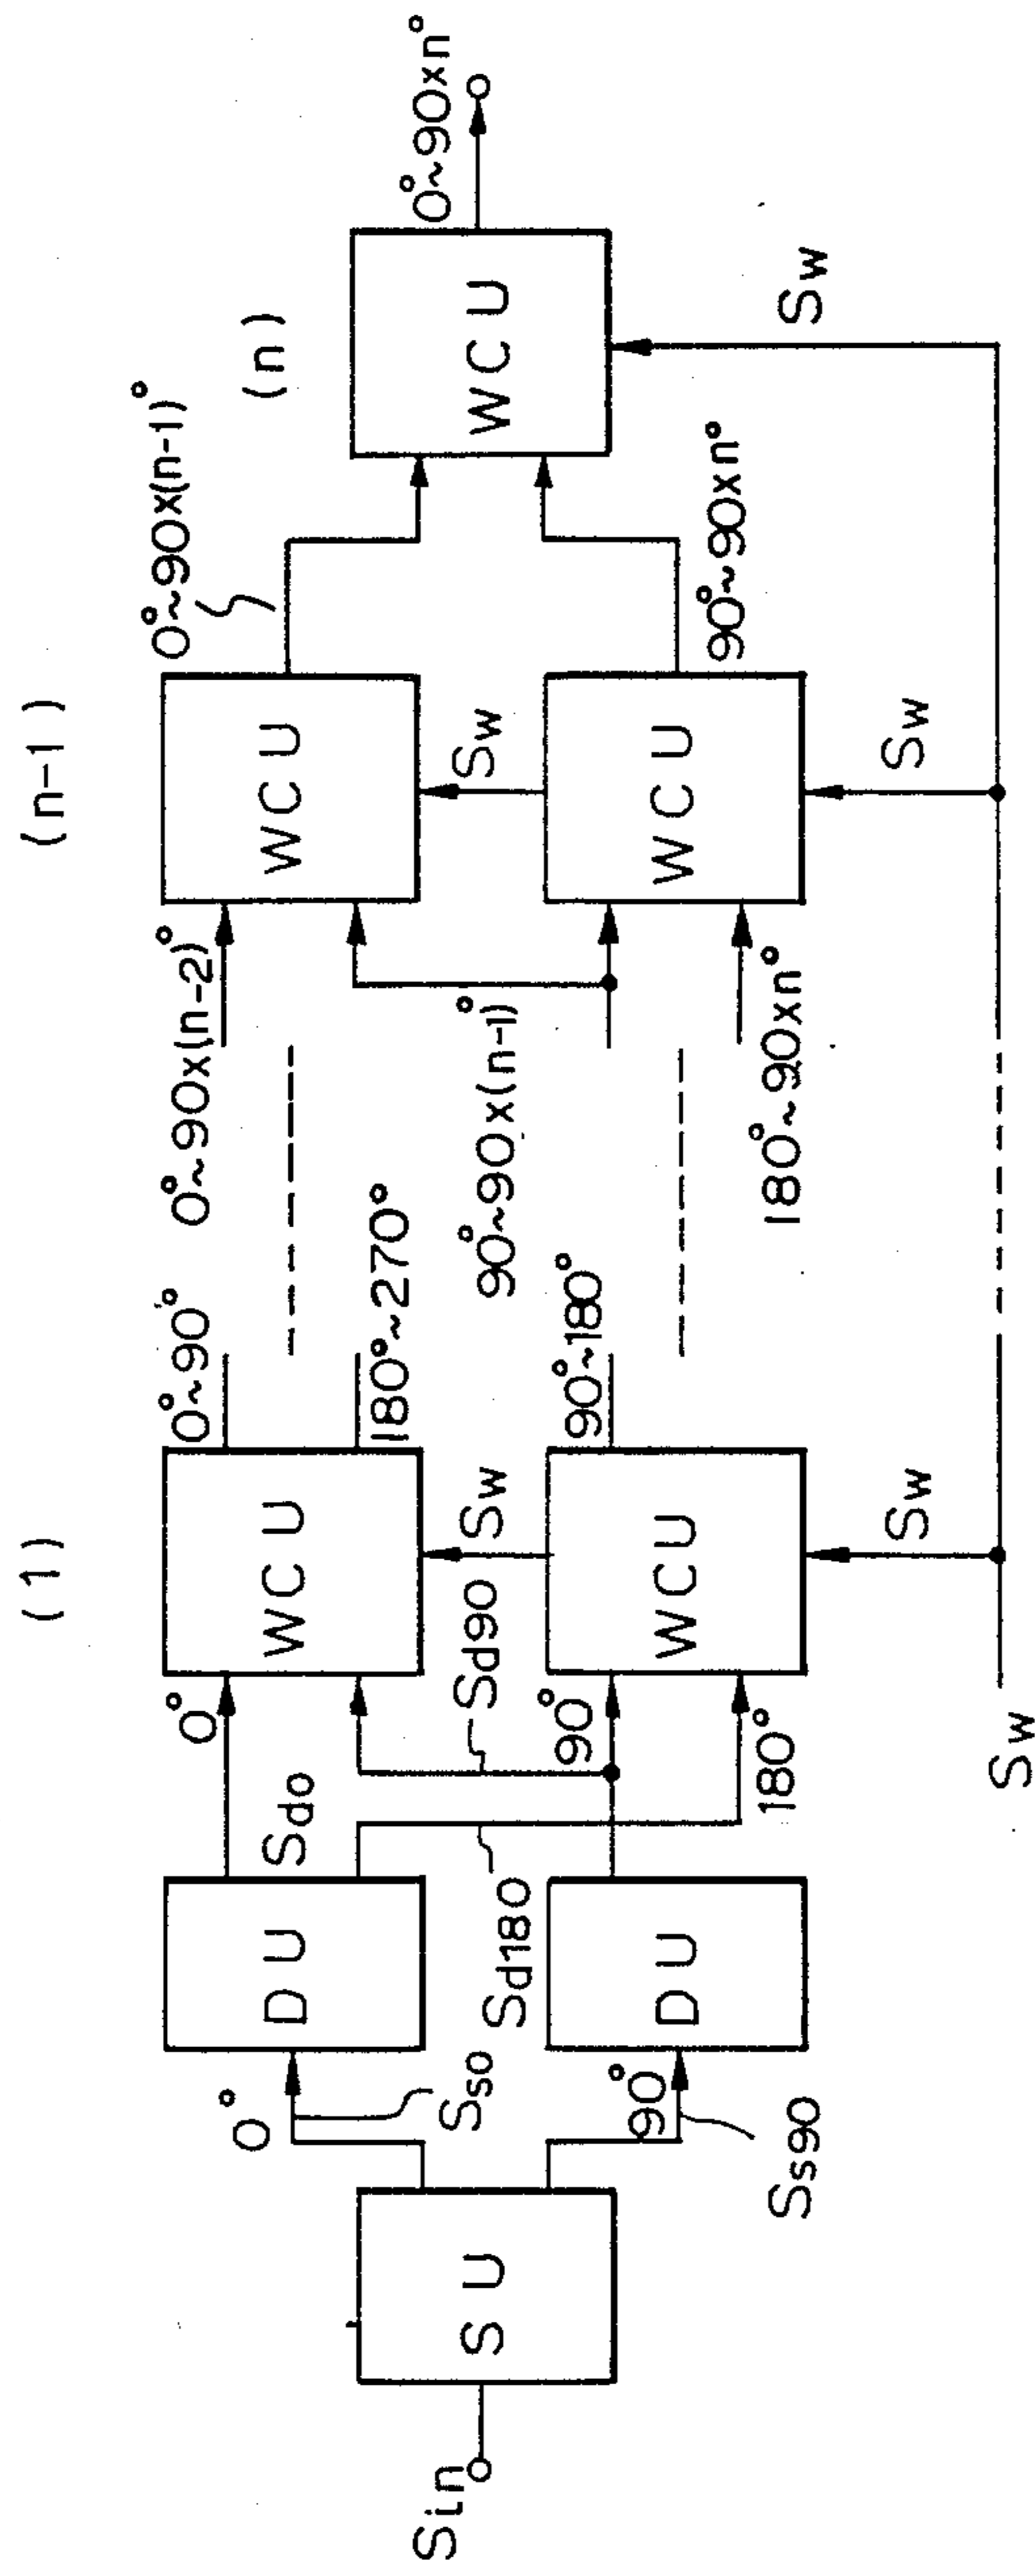 (1)
(n-1)
(n)
Sin
S U
0°
Sso
90°
Ss90
D U
D U
Sdo
Sd180
0°
Sd90
90°
180°
W C U
W C U
Sw
Sw
Sw
0°~90°
180°~270°
90°~180°
0°~90x(n-2)°
90°~90x(n-1)°
180°~90xn°
W C U
W C U
Sw
Sw
0°~90x(n-1)°
90°~90xn°
W C U
Sw
0°~90xn°